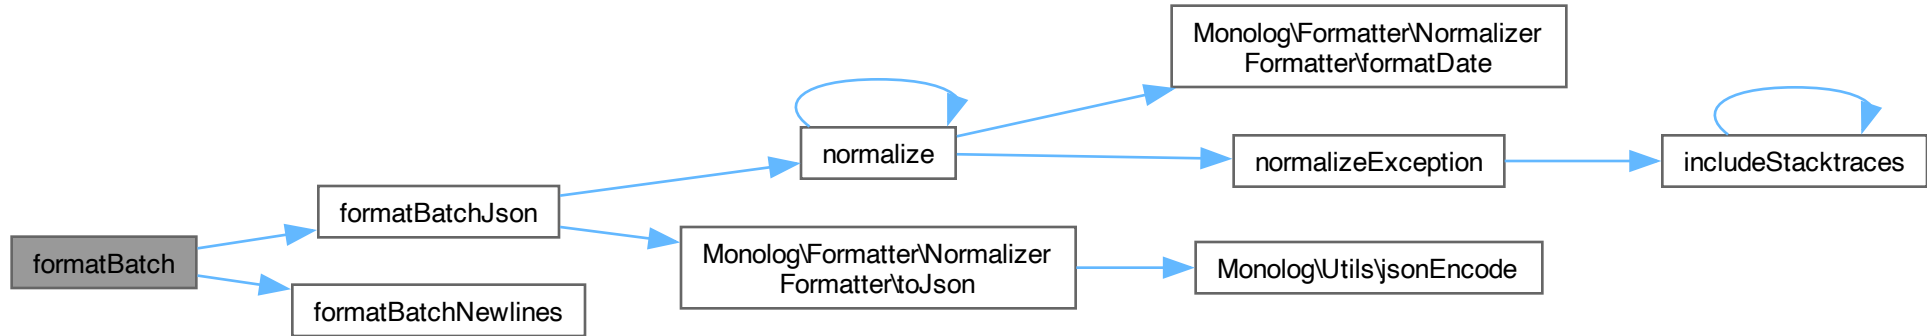 formatBatch
formatBatchJson
formatBatchNewlines
normalize
Monolog\Formatter\Normalizer
Formatter\toJson
Monolog\Formatter\Normalizer
Formatter\formatDate
normalizeException
Monolog\Utils\jsonEncode
includeStacktraces